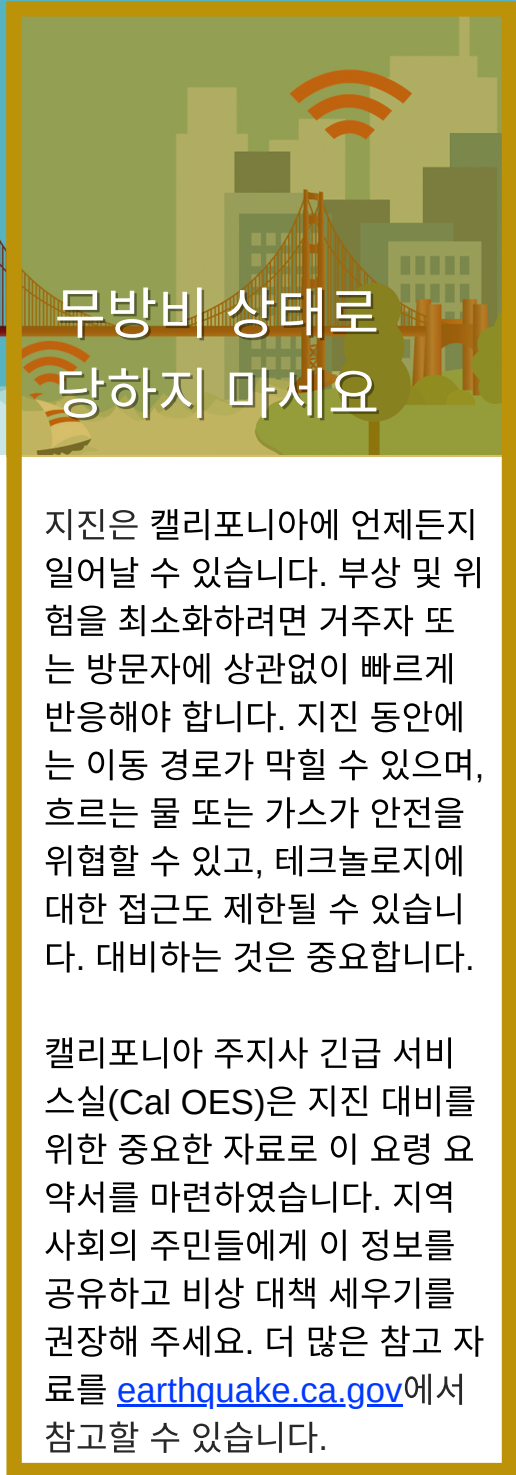 무방비 상태로
당하지 마세요
지진은 캘리포니아에 언제든지
일어날 수 있습니다. 부상 및 위
험을 최소화하려면 거주자 또
는 방문자에 상관없이 빠르게
반응해야 합니다. 지진 동안에
는 이동 경로가 막힐 수 있으며,
흐르는 물 또는 가스가 안전을
위협할 수 있고, 테크놀로지에
대한 접근도 제한될 수 있습니
다. 대비하는 것은 중요합니다.
캘리포니아 주지사 긴급 서비
스실(Cal OES)은 지진 대비를
위한 중요한 자료로 이 요령 요
약서를 마련하였습니다. 지역
사회의 주민들에게 이 정보를
공유하고 비상 대책 세우기를
권장해 주세요. 더 많은 참고 자
료를 earthquake.ca.gov에서
참고할 수 있습니다.